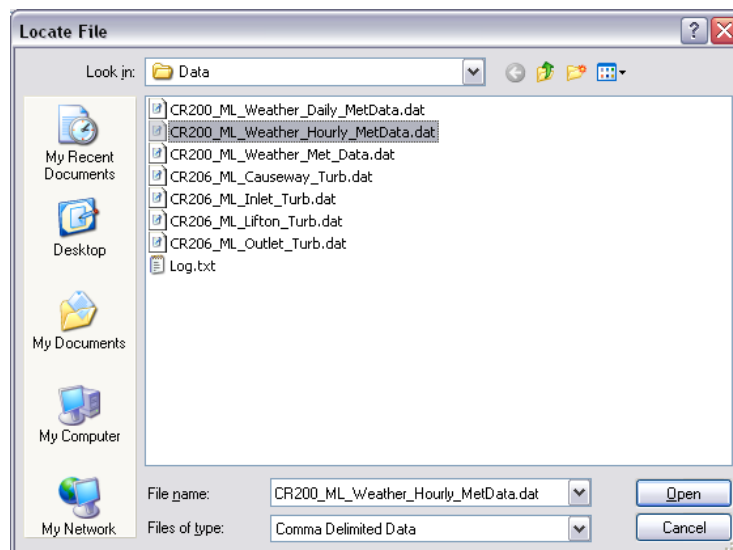 Locate File
Look in:
Data
CR200_ML_Weather_Daily_MetData.dat
CR200_ML_Weather_Hourly_MetData.dat
CR200_ML_Weather_Met_Data.dat
CR206_ML_Causeway_Turb.dat
CR206_ML_Inlet_Turb.dat
CR206_ML_Lifton_Turb.dat
CR206_ML_Outlet_Turb.dat
Log.txt
My Recent
Documents
Desktop
My Documents
My Computer
My Network
File name:
CR200_ML_Weather_Hourly_MetData.dat
Open
Files of type:
Comma Delimited Data
Cancel